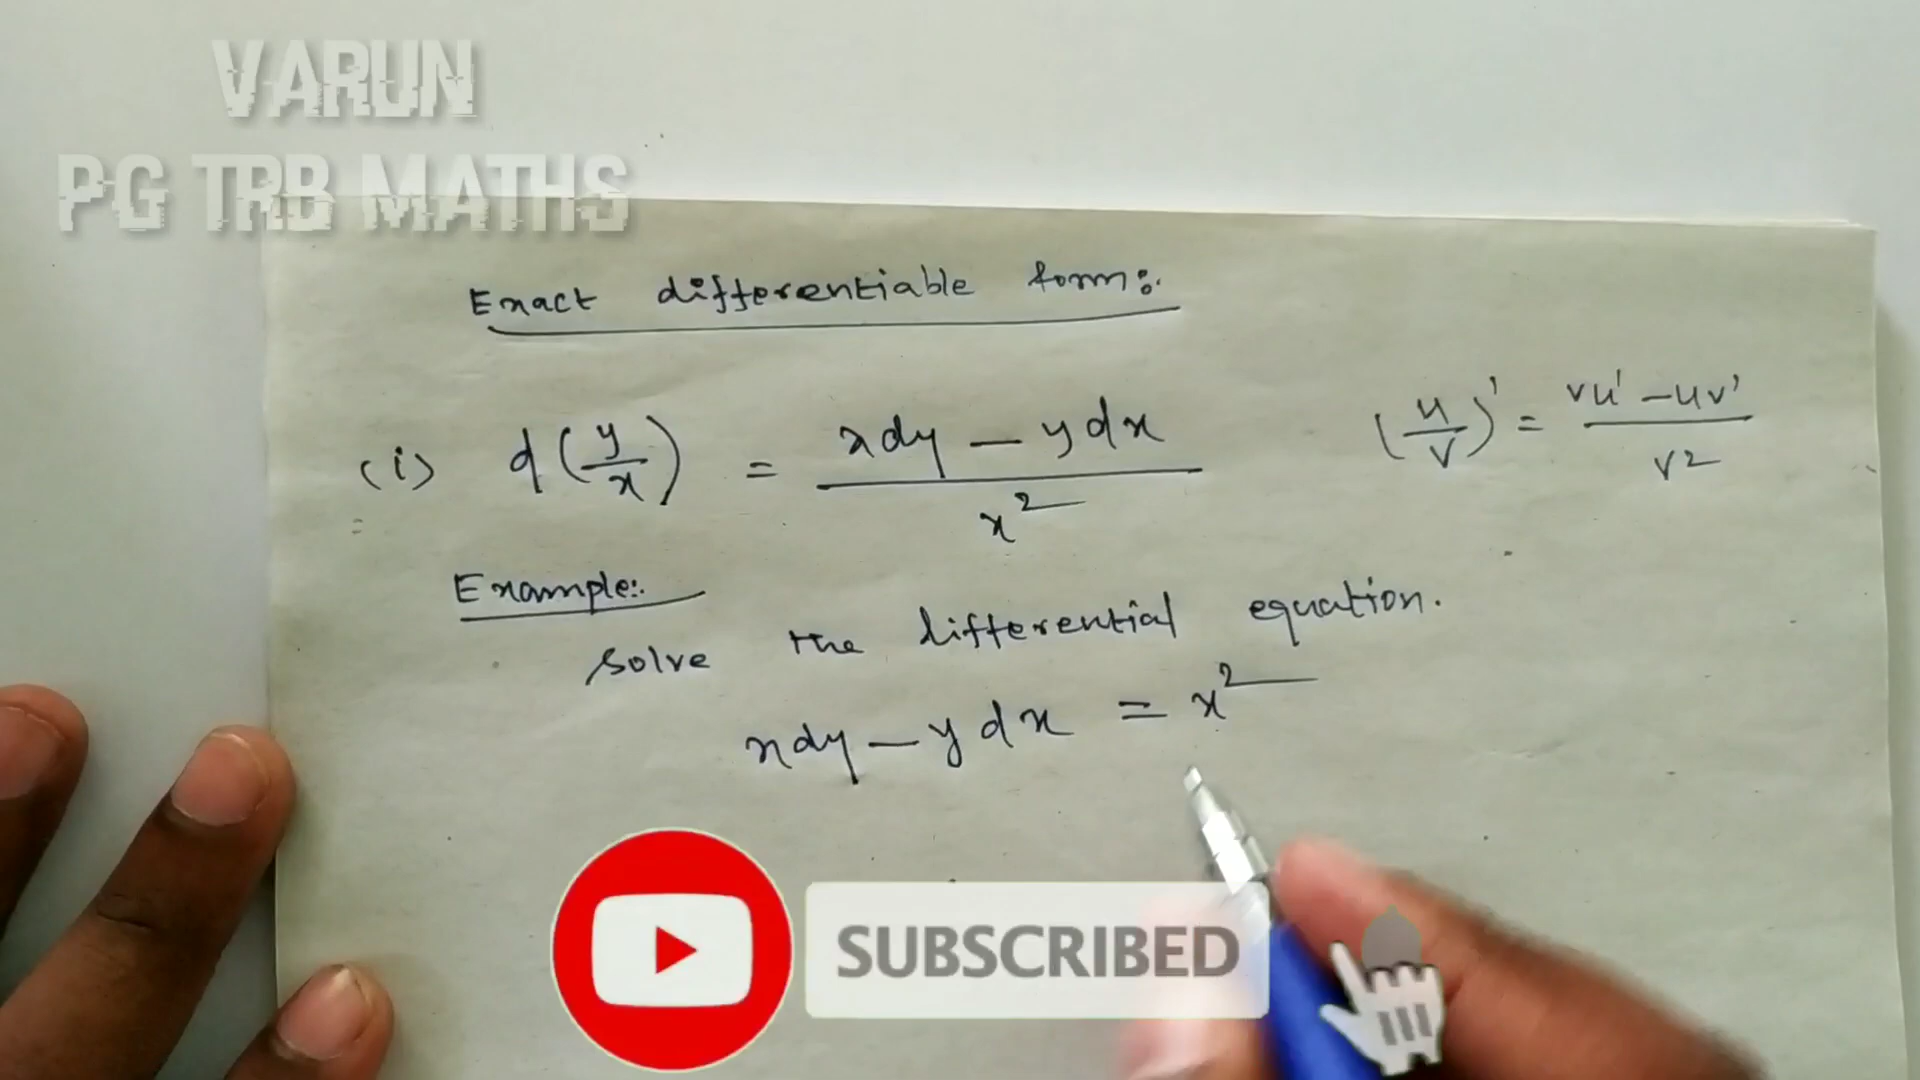 VARUN
PG TRB MATHS
Exact differentiable form:.
(i) d(y/x) = (xdy - ydx)/x² (u/v)' = (vu' - uv')/v²
Example:.
Solve the differential equation.
xdy - ydx = x²
SUBSCRIBED